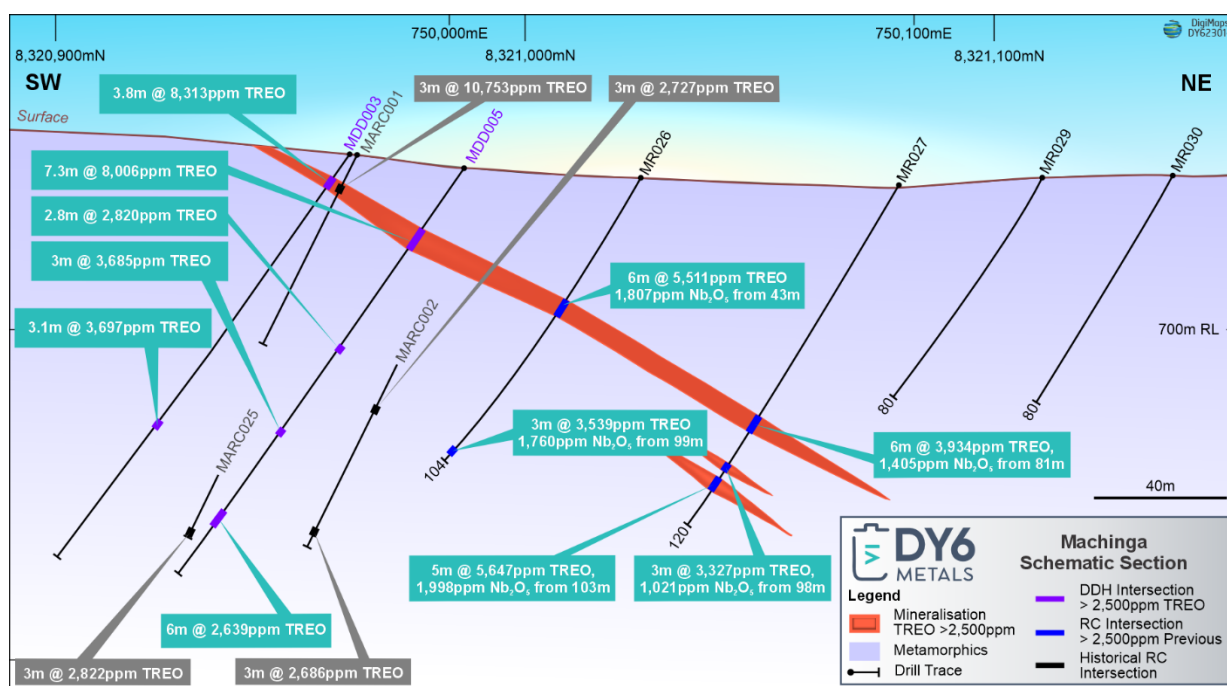 DigiMaps
DY62301
8,320,900mN
750,000mE
8,321,000mN
750,100mE
8,321,100mN
SW
NE
Surface
3.8m @ 8,313ppm TREO
3m @ 10,753ppm TREO
3m @ 2,727ppm TREO
MDD003
MARC001
MDD005
MR026
MR027
MR029
MR030
7.3m @ 8,006ppm TREO
2.8m @ 2,820ppm TREO
3m @ 3,685ppm TREO
3.1m @ 3,697ppm TREO
MARC002
MARC025
6m @ 5,511ppm TREO
1,807ppm Nb₂O₅ from 43m
700m RL
80
80
3m @ 3,539ppm TREO
1,760ppm Nb₂O₅ from 99m
104
6m @ 3,934ppm TREO,
1,405ppm Nb₂O₅ from 81m
40m
120
5m @ 5,647ppm TREO,
1,998ppm Nb₂O₅ from 103m
3m @ 3,327ppm TREO,
1,021ppm Nb₂O₅ from 98m
6m @ 2,639ppm TREO
3m @ 2,822ppm TREO
3m @ 2,686ppm TREO
DY6
METALS
Machinga
Schematic Section
Legend
Mineralisation
TREO >2,500ppm
Metamorphics
Drill Trace
DDH Intersection
> 2,500ppm TREO
RC Intersection
> 2,500ppm Previous
Historical RC
Intersection